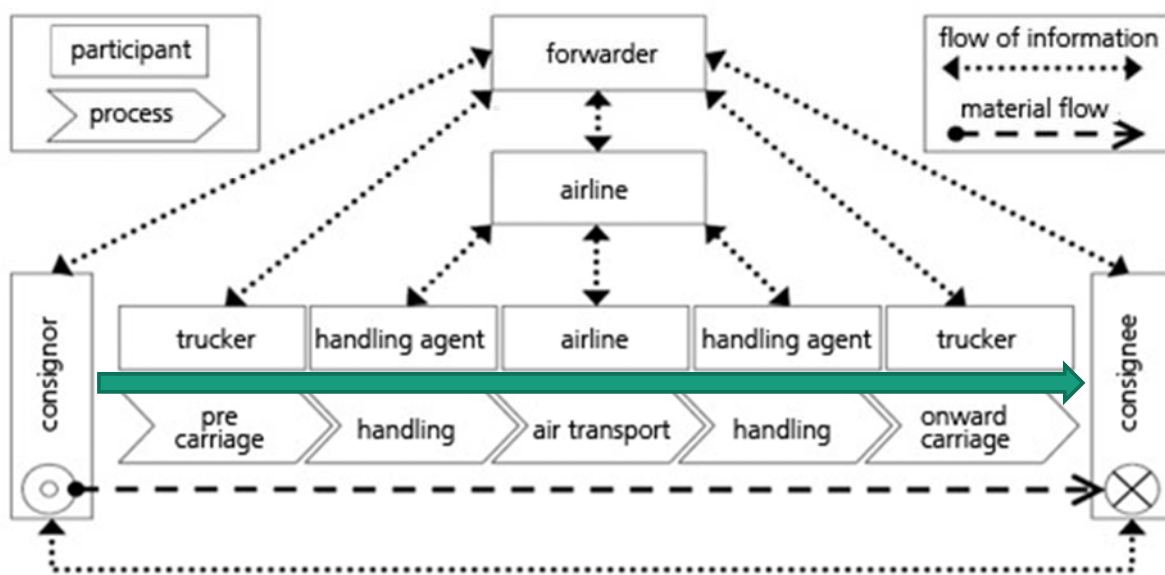 participant
process
forwarder
flow of information
material flow
airline
consignor
trucker
handling agent
airline
handling agent
trucker
consignee
pre
carriage
handling
air transport
handling
onward
carriage